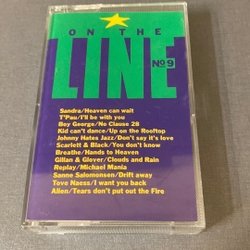 ON THE
LINE
Nº9
Sandra/Heaven can wait
T'Pau/I'll be with you
Boy George/No Clause 28
Kid can't dance/Up on the Rooftop
Johnny Hates Jazz/Don't say it's love
Scarlett & Black/You don't know
Breathe/Hands to Heaven
Gillan & Glover/Clouds and Rain
Replay/Michael Mania
Sanne Salomonsen/Drift away
Tove Naess/I want you back
Alien/Tears don't put out the Fire